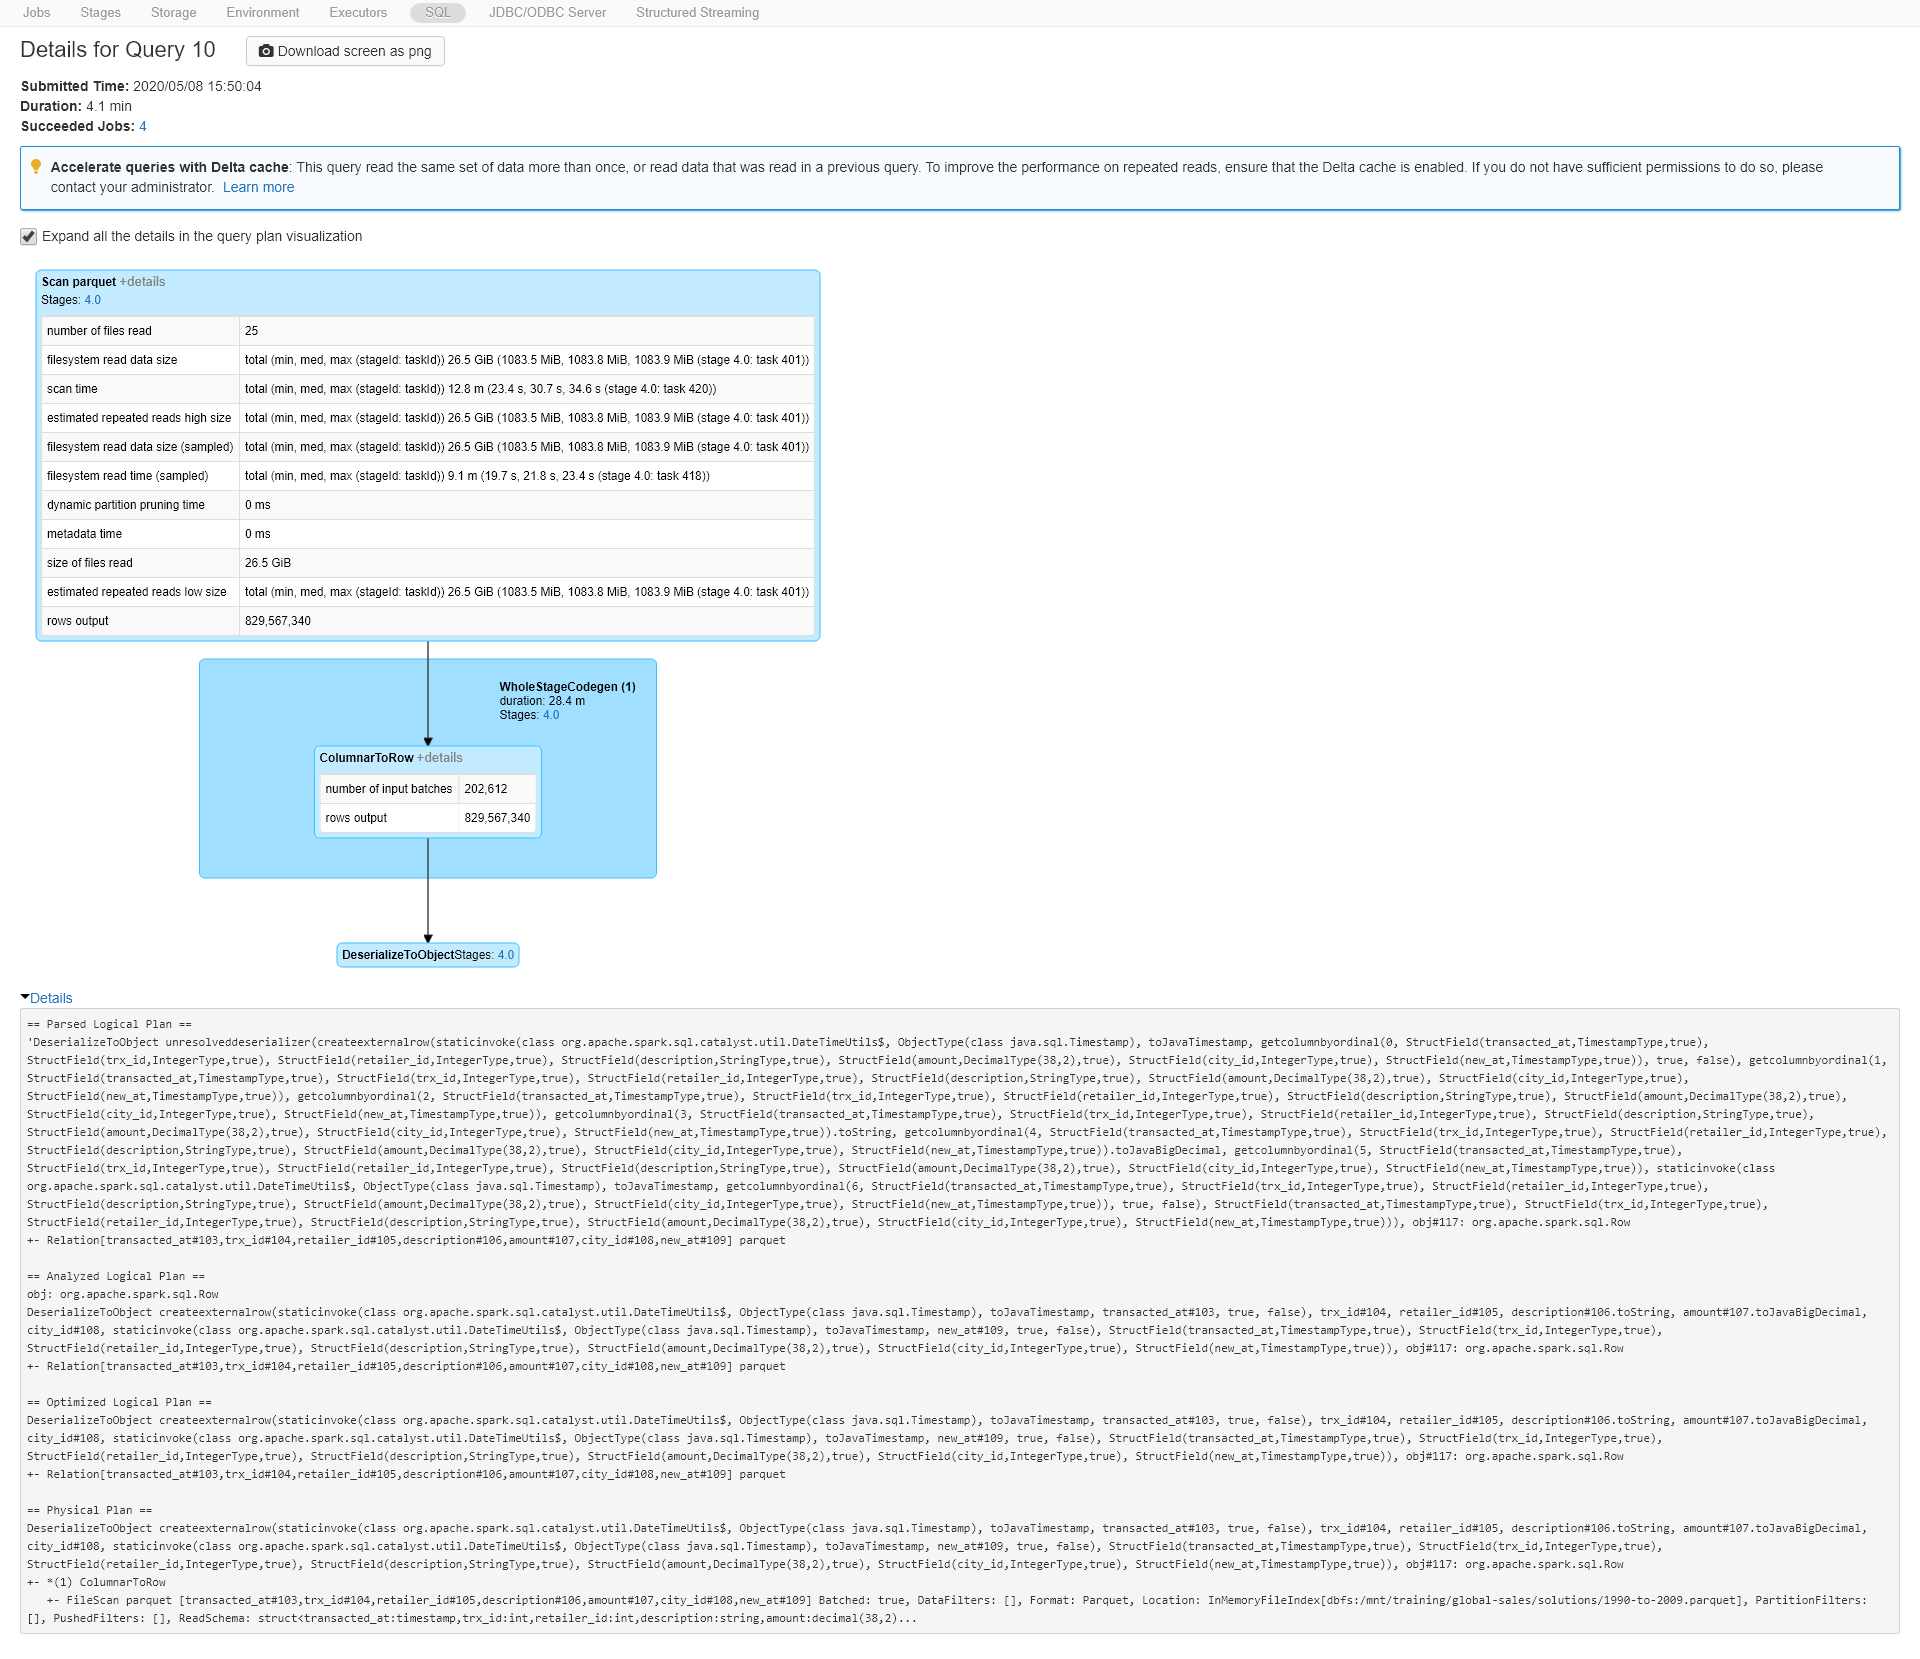 Jobs Stages Storage Environment Executors SQL JDBC/ODBC Server Structured Streaming
Details for Query 10 Download screen as png
Submitted Time: 2020/05/08 15:50:04
Duration: 4.1 min
Succeeded Jobs: 4
Accelerate queries with Delta cache: This query read the same set of data more than once, or read data that was read in a previous query. To improve the performance on repeated reads, ensure that the Delta cache is enabled. If you do not have sufficient permissions to do so, please
contact your administrator. Learn more
Expand all the details in the query plan visualization
Scan parquet +details
Stages: 4.0
number of files read 25
filesystem read data size total (min, med, max (stageId: taskId)) 26.5 GiB (1083.5 MiB, 1083.8 MiB, 1083.9 MiB (stage 4.0: task 401))
scan time total (min, med, max (stageId: taskId)) 12.8 m (23.4 s, 30.7 s, 34.6 s (stage 4.0: task 420))
estimated repeated reads high size total (min, med, max (stageId: taskId)) 26.5 GiB (1083.5 MiB, 1083.8 MiB, 1083.9 MiB (stage 4.0: task 401))
filesystem read data size (sampled) total (min, med, max (stageId: taskId)) 26.5 GiB (1083.5 MiB, 1083.8 MiB, 1083.9 MiB (stage 4.0: task 401))
filesystem read time (sampled) total (min, med, max (stageId: taskId)) 9.1 m (19.7 s, 21.8 s, 23.4 s (stage 4.0: task 418))
dynamic partition pruning time 0 ms
metadata time 0 ms
size of files read 26.5 GiB
estimated repeated reads low size total (min, med, max (stageId: taskId)) 26.5 GiB (1083.5 MiB, 1083.8 MiB, 1083.9 MiB (stage 4.0: task 401))
rows output 829,567,340
WholeStageCodegen (1)
duration: 28.4 m
Stages: 4.0
ColumnarToRow +details
number of input batches 202,612
rows output 829,567,340
DeserializeToObjectStages: 4.0
Details
== Parsed Logical Plan ==
'DeserializeToObject unresolveddeserializer(createexternalrow(staticinvoke(class org.apache.spark.sql.catalyst.util.DateTimeUtils$, ObjectType(class java.sql.Timestamp), toJavaTimestamp, getcolumnbyordinal(0, StructField(transacted_at,TimestampType,true),
StructField(trx_id,IntegerType,true), StructField(retailer_id,IntegerType,true), StructField(description,StringType,true), StructField(amount,DecimalType(38,2),true), StructField(city_id,IntegerType,true), StructField(new_at,TimestampType,true)), true, false), getcolumnbyordinal(1,
StructField(transacted_at,TimestampType,true), StructField(trx_id,IntegerType,true), StructField(retailer_id,IntegerType,true), StructField(description,StringType,true), StructField(amount,DecimalType(38,2),true), StructField(city_id,IntegerType,true),
StructField(new_at,TimestampType,true)), getcolumnbyordinal(2, StructField(transacted_at,TimestampType,true), StructField(trx_id,IntegerType,true), StructField(retailer_id,IntegerType,true), StructField(description,StringType,true), StructField(amount,DecimalType(38,2),true),
StructField(city_id,IntegerType,true), StructField(new_at,TimestampType,true)), getcolumnbyordinal(3, StructField(transacted_at,TimestampType,true), StructField(trx_id,IntegerType,true), StructField(retailer_id,IntegerType,true), StructField(description,StringType,true),
StructField(amount,DecimalType(38,2),true), StructField(city_id,IntegerType,true), StructField(new_at,TimestampType,true)).toString, getcolumnbyordinal(4, StructField(transacted_at,TimestampType,true), StructField(trx_id,IntegerType,true), StructField(retailer_id,IntegerType,true),
StructField(description,StringType,true), StructField(amount,DecimalType(38,2),true), StructField(city_id,IntegerType,true), StructField(new_at,TimestampType,true)).toJavaBigDecimal, getcolumnbyordinal(5, StructField(transacted_at,TimestampType,true),
StructField(trx_id,IntegerType,true), StructField(retailer_id,IntegerType,true), StructField(description,StringType,true), StructField(amount,DecimalType(38,2),true), StructField(city_id,IntegerType,true), StructField(new_at,TimestampType,true)), staticinvoke(class
org.apache.spark.sql.catalyst.util.DateTimeUtils$, ObjectType(class java.sql.Timestamp), toJavaTimestamp, getcolumnbyordinal(6, StructField(transacted_at,TimestampType,true), StructField(trx_id,IntegerType,true), StructField(retailer_id,IntegerType,true),
StructField(description,StringType,true), StructField(amount,DecimalType(38,2),true), StructField(city_id,IntegerType,true), StructField(new_at,TimestampType,true)), true, false), StructField(transacted_at,TimestampType,true), StructField(trx_id,IntegerType,true),
StructField(retailer_id,IntegerType,true), StructField(description,StringType,true), StructField(amount,DecimalType(38,2),true), StructField(city_id,IntegerType,true), StructField(new_at,TimestampType,true))), obj#117: org.apache.spark.sql.Row
+- Relation[transacted_at#103,trx_id#104,retailer_id#105,description#106,amount#107,city_id#108,new_at#109] parquet
== Analyzed Logical Plan ==
obj: org.apache.spark.sql.Row
DeserializeToObject createexternalrow(staticinvoke(class org.apache.spark.sql.catalyst.util.DateTimeUtils$, ObjectType(class java.sql.Timestamp), toJavaTimestamp, transacted_at#103, true, false), trx_id#104, retailer_id#105, description#106.toString, amount#107.toJavaBigDecimal,
city_id#108, staticinvoke(class org.apache.spark.sql.catalyst.util.DateTimeUtils$, ObjectType(class java.sql.Timestamp), toJavaTimestamp, new_at#109, true, false), StructField(transacted_at,TimestampType,true), StructField(trx_id,IntegerType,true),
StructField(retailer_id,IntegerType,true), StructField(description,StringType,true), StructField(amount,DecimalType(38,2),true), StructField(city_id,IntegerType,true), StructField(new_at,TimestampType,true)), obj#117: org.apache.spark.sql.Row
+- Relation[transacted_at#103,trx_id#104,retailer_id#105,description#106,amount#107,city_id#108,new_at#109] parquet
== Optimized Logical Plan ==
DeserializeToObject createexternalrow(staticinvoke(class org.apache.spark.sql.catalyst.util.DateTimeUtils$, ObjectType(class java.sql.Timestamp), toJavaTimestamp, transacted_at#103, true, false), trx_id#104, retailer_id#105, description#106.toString, amount#107.toJavaBigDecimal,
city_id#108, staticinvoke(class org.apache.spark.sql.catalyst.util.DateTimeUtils$, ObjectType(class java.sql.Timestamp), toJavaTimestamp, new_at#109, true, false), StructField(transacted_at,TimestampType,true), StructField(trx_id,IntegerType,true),
StructField(retailer_id,IntegerType,true), StructField(description,StringType,true), StructField(amount,DecimalType(38,2),true), StructField(city_id,IntegerType,true), StructField(new_at,TimestampType,true)), obj#117: org.apache.spark.sql.Row
+- Relation[transacted_at#103,trx_id#104,retailer_id#105,description#106,amount#107,city_id#108,new_at#109] parquet
== Physical Plan ==
DeserializeToObject createexternalrow(staticinvoke(class org.apache.spark.sql.catalyst.util.DateTimeUtils$, ObjectType(class java.sql.Timestamp), toJavaTimestamp, transacted_at#103, true, false), trx_id#104, retailer_id#105, description#106.toString, amount#107.toJavaBigDecimal,
city_id#108, staticinvoke(class org.apache.spark.sql.catalyst.util.DateTimeUtils$, ObjectType(class java.sql.Timestamp), toJavaTimestamp, new_at#109, true, false), StructField(transacted_at,TimestampType,true), StructField(trx_id,IntegerType,true),
StructField(retailer_id,IntegerType,true), StructField(description,StringType,true), StructField(amount,DecimalType(38,2),true), StructField(city_id,IntegerType,true), StructField(new_at,TimestampType,true)), obj#117: org.apache.spark.sql.Row
+- *(1) ColumnarToRow
+- FileScan parquet [transacted_at#103,trx_id#104,retailer_id#105,description#106,amount#107,city_id#108,new_at#109] Batched: true, DataFilters: [], Format: Parquet, Location: InMemoryFileIndex[dbfs:/mnt/training/global-sales/solutions/1990-to-2009.parquet], PartitionFilters:
[], PushedFilters: [], ReadSchema: struct<transacted_at:timestamp,trx_id:int,retailer_id:int,description:string,amount:decimal(38,2)...